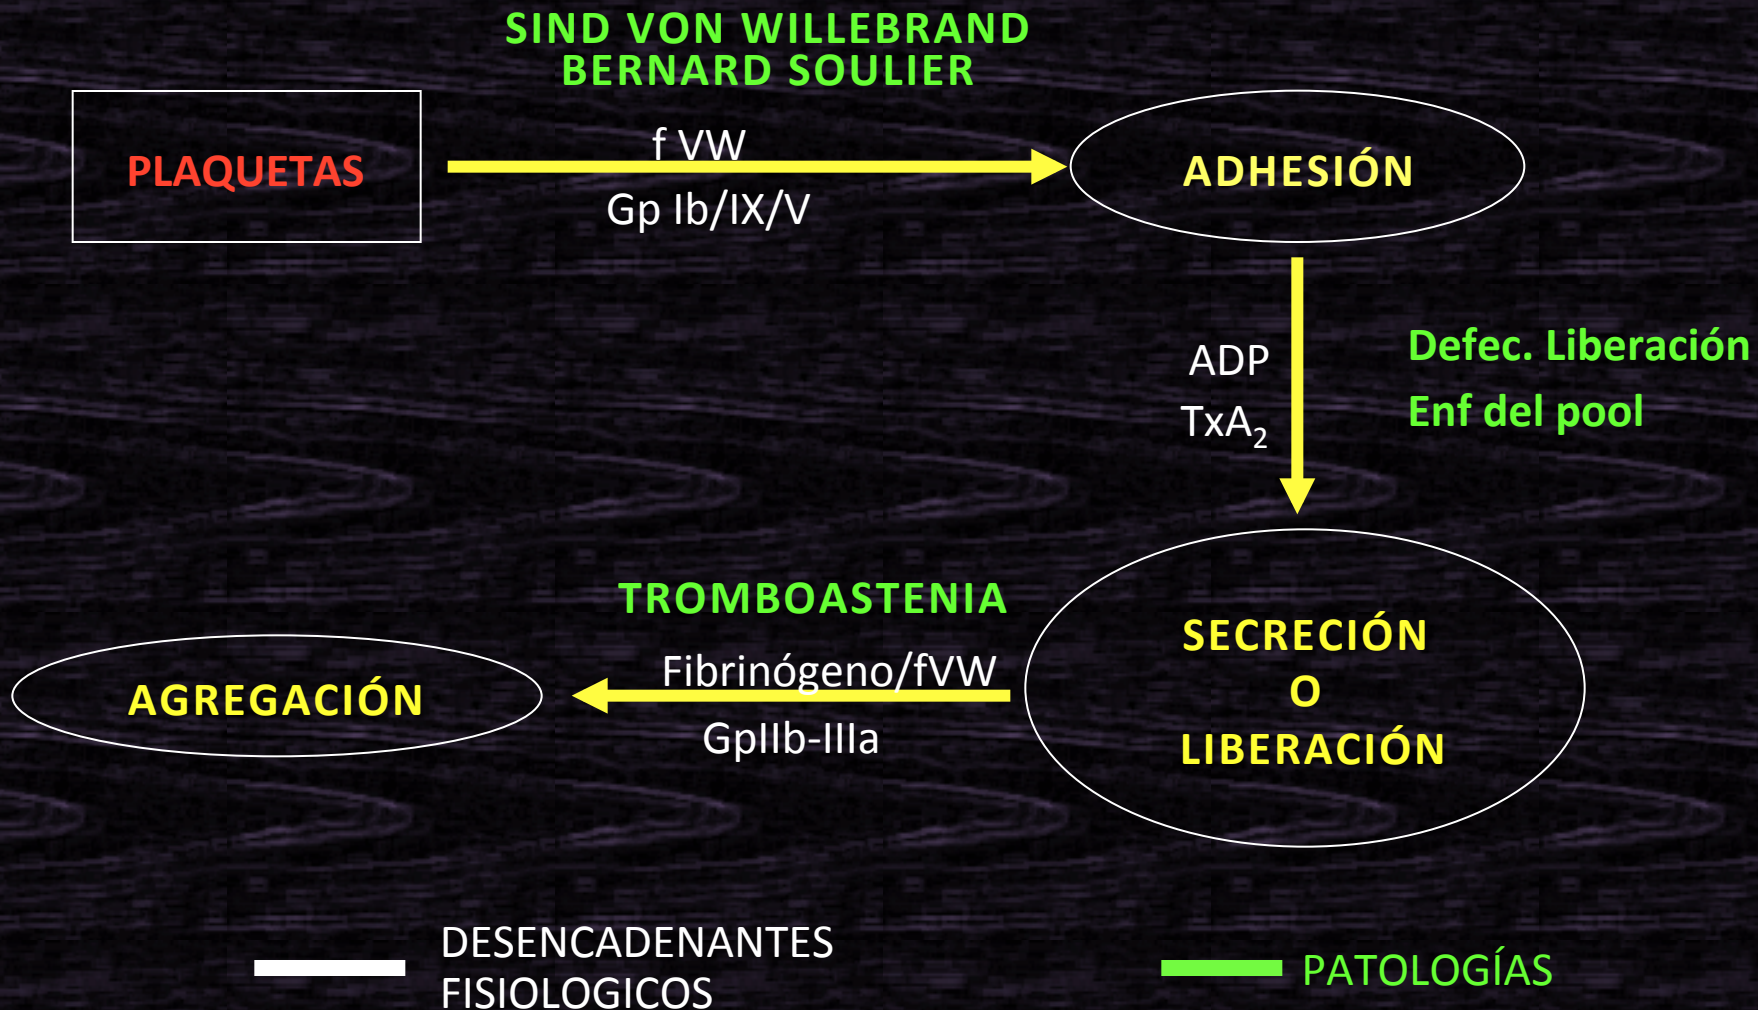 SIND VON WILLEBRAND
BERNARD SOULIER
PLAQUETAS
f VW
Gp Ib/IX/V
ADHESIÓN
ADP
TxA₂
Defec. Liberación
Enf del pool
SECRECIÓN
O
LIBERACIÓN
TROMBOASTENIA
Fibrinógeno/fVW
GpIIb-IIIa
AGREGACIÓN
DESENCADENANTES
FISIOLOGICOS
PATOLOGÍAS